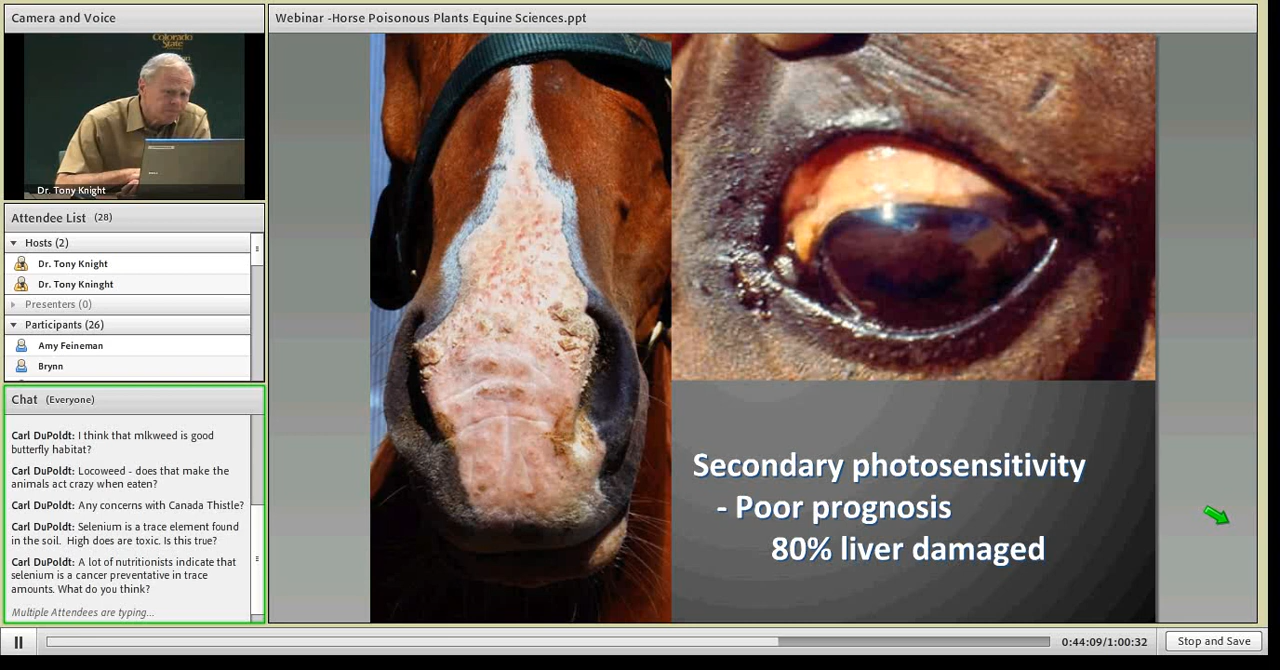 Camera and Voice
Colorado
State
Dr. Tony Knight
Attendee List (28)
Hosts (2)
Dr. Tony Knight
Dr. Tony Kninght
Presenters (0)
Participants (26)
Amy Feineman
Brynn
Chat (Everyone)
Carl DuPoldt: I think that mlkweed is good
butterfly habitat?
Carl DuPoldt: Locoweed - does that make the
animals act crazy when eaten?
Carl DuPoldt: Any concerns with Canada Thistle?
Carl DuPoldt: Selenium is a trace element found
in the soil. High does are toxic. Is this true?
Carl DuPoldt: A lot of nutritionists indicate that
selenium is a cancer preventative in trace
amounts. What do you think?
Multiple Attendees are typing...
Webinar -Horse Poisonous Plants Equine Sciences.ppt
Secondary photosensitivity
- Poor prognosis
80% liver damaged
0:44:09/1:00:32
Stop and Save